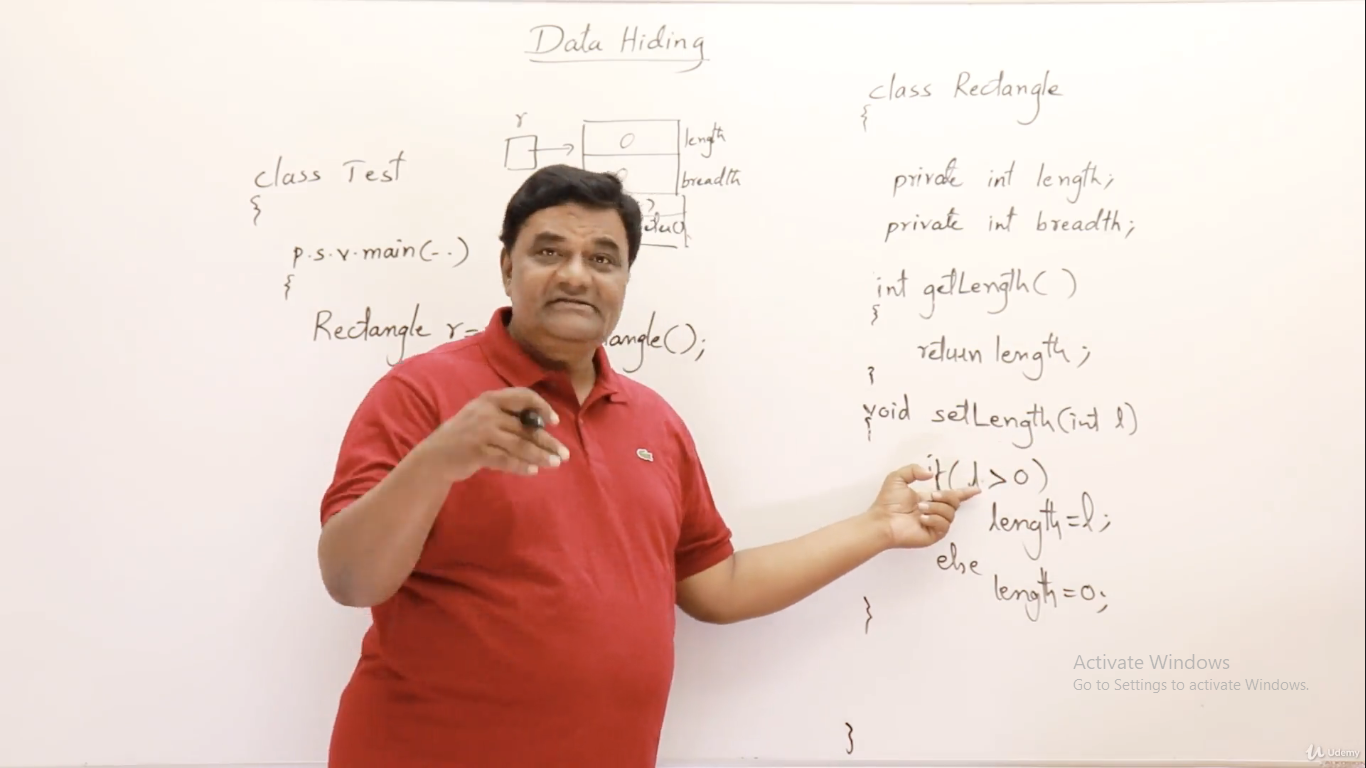 Data Hiding
r
0
length
breadth
class Test
{
p.s.v.main(-..)
{
Rectangle r=
angle();
class Rectangle
{
private int length;
private int breadth;
int getLength( )
{
return length;
}
void setLength(int l)
{
if(l>0)
length=l;
else
length=0;
}
}
Activate Windows
Go to Settings to activate Windows.
Udemy